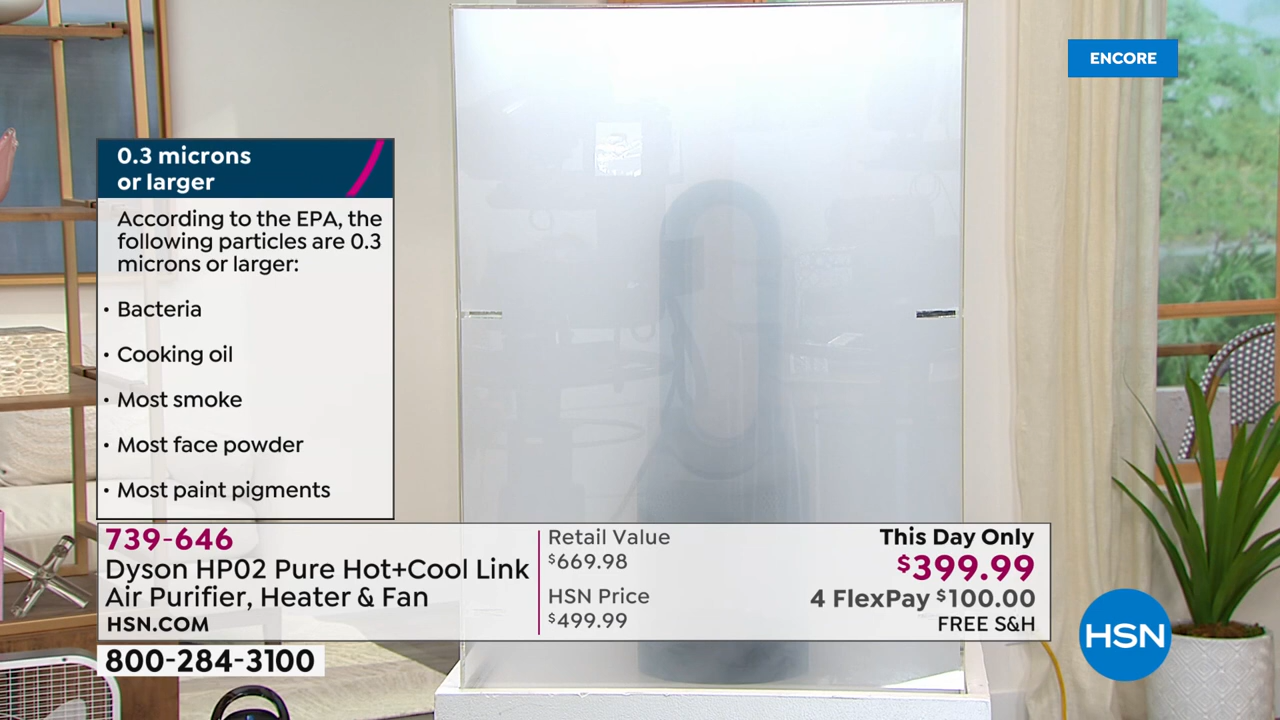 ENCORE
0.3 microns
or larger
According to the EPA, the
following particles are 0.3
microns or larger:
• Bacteria
• Cooking oil
• Most smoke
• Most face powder
• Most paint pigments
739-646
Dyson HP02 Pure Hot+Cool Link
Air Purifier, Heater & Fan
HSN.COM
Retail Value
$669.98
HSN Price
$499.99
This Day Only
$399.99
4 FlexPay $100.00
FREE S&H
800-284-3100
HSN